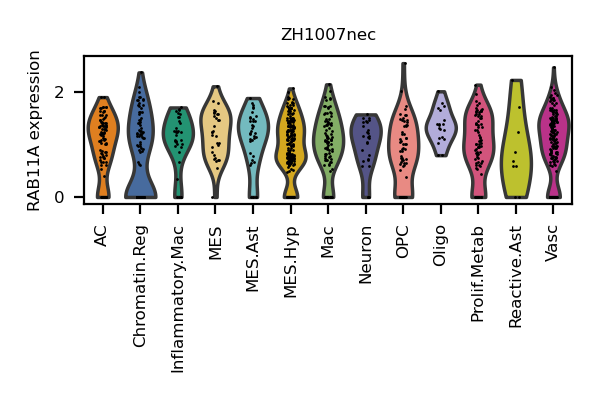 ZH1007nec
RAB11A expression
2
0
AC
Chromatin.Reg
Inflammatory.Mac
MES
MES.Ast
MES.Hyp
Mac
Neuron
OPC
Oligo
Prolif.Metab
Reactive.Ast
Vasc